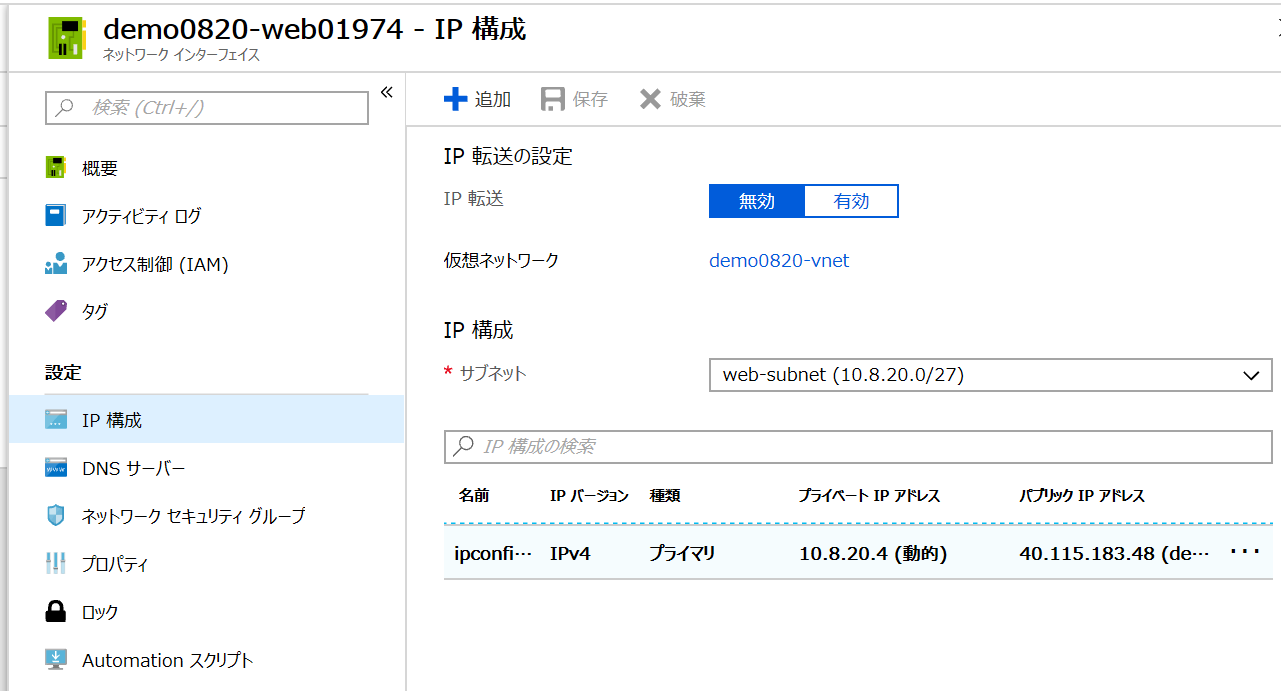 demo0820-web01974 - IP 構成
ネットワーク インターフェイス
検索 (Ctrl+/)
概要
アクティビティ ログ
アクセス制御 (IAM)
タグ
設定
IP 構成
DNS サーバー
ネットワーク セキュリティ グループ
プロパティ
ロック
Automation スクリプト
追加 保存 破棄
IP 転送の設定
IP 転送 無効 有効
仮想ネットワーク demo0820-vnet
IP 構成
* サブネット web-subnet (10.8.20.0/27)
IP 構成の検索
名前 IP バージョン 種類 プライベート IP アドレス パブリック IP アドレス
ipconfi··· IPv4 プライマリ 10.8.20.4 (動的) 40.115.183.48 (de··· ···